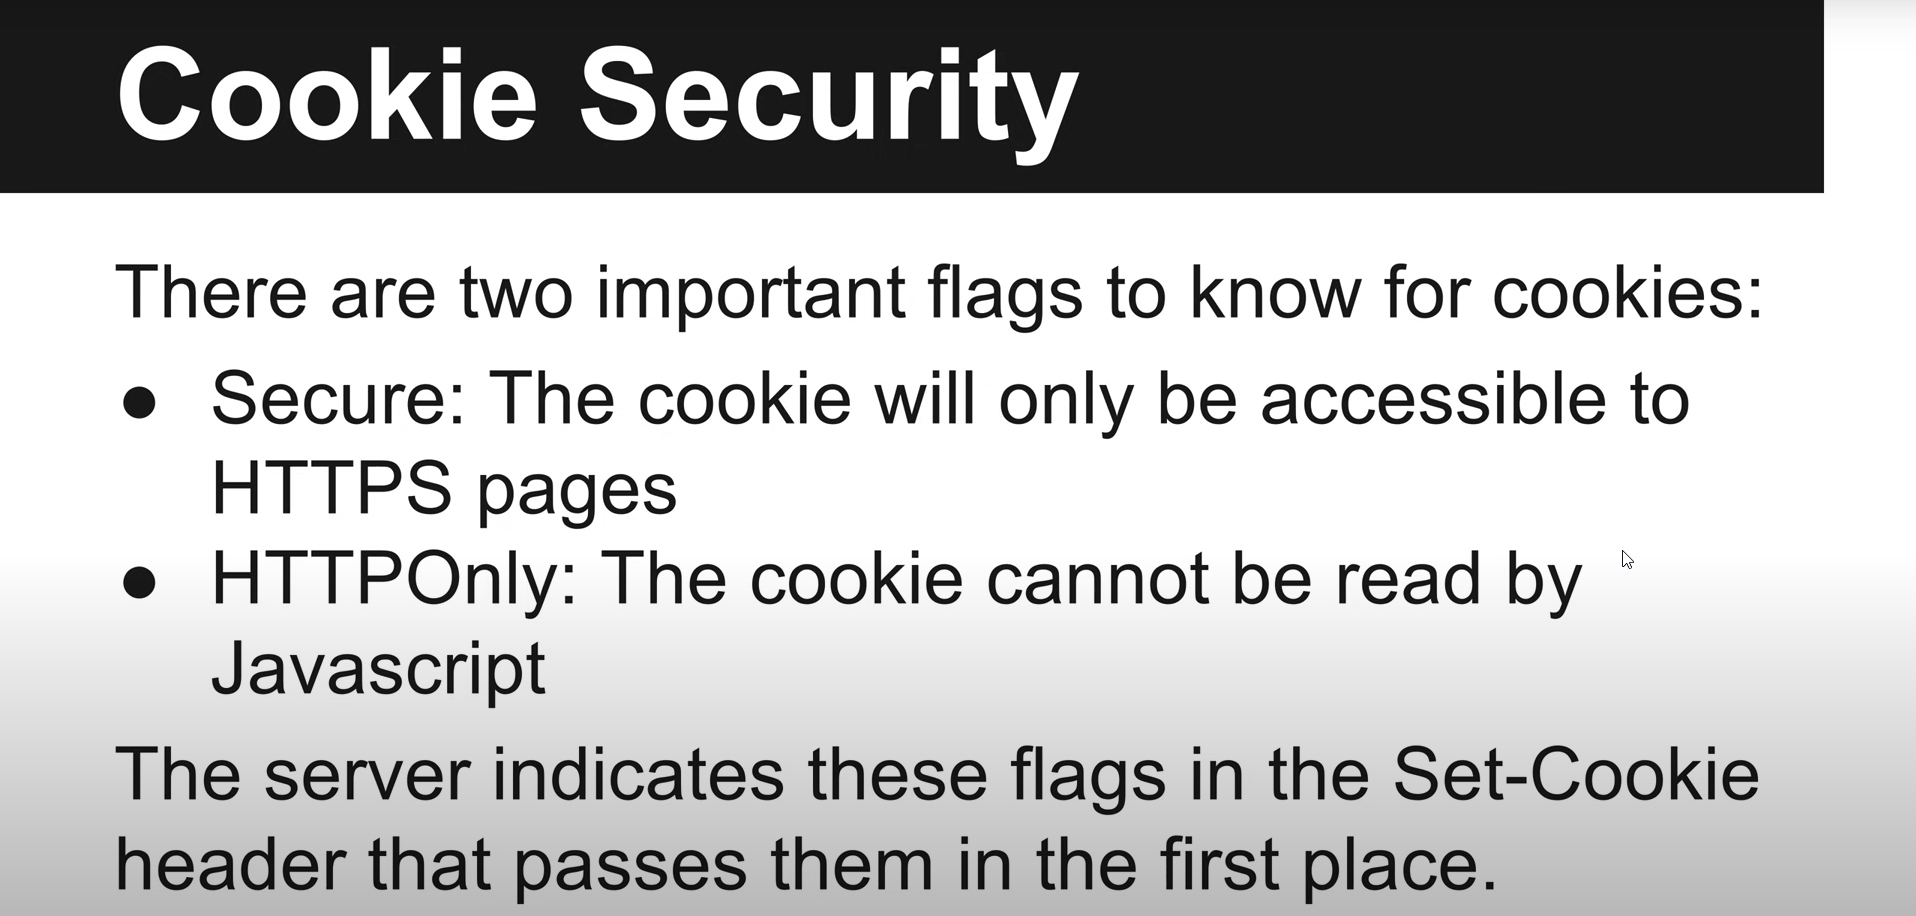 Cookie Security
There are two important flags to know for cookies:
● Secure: The cookie will only be accessible to
HTTPS pages
● HTTPOnly: The cookie cannot be read by
Javascript
The server indicates these flags in the Set-Cookie
header that passes them in the first place.